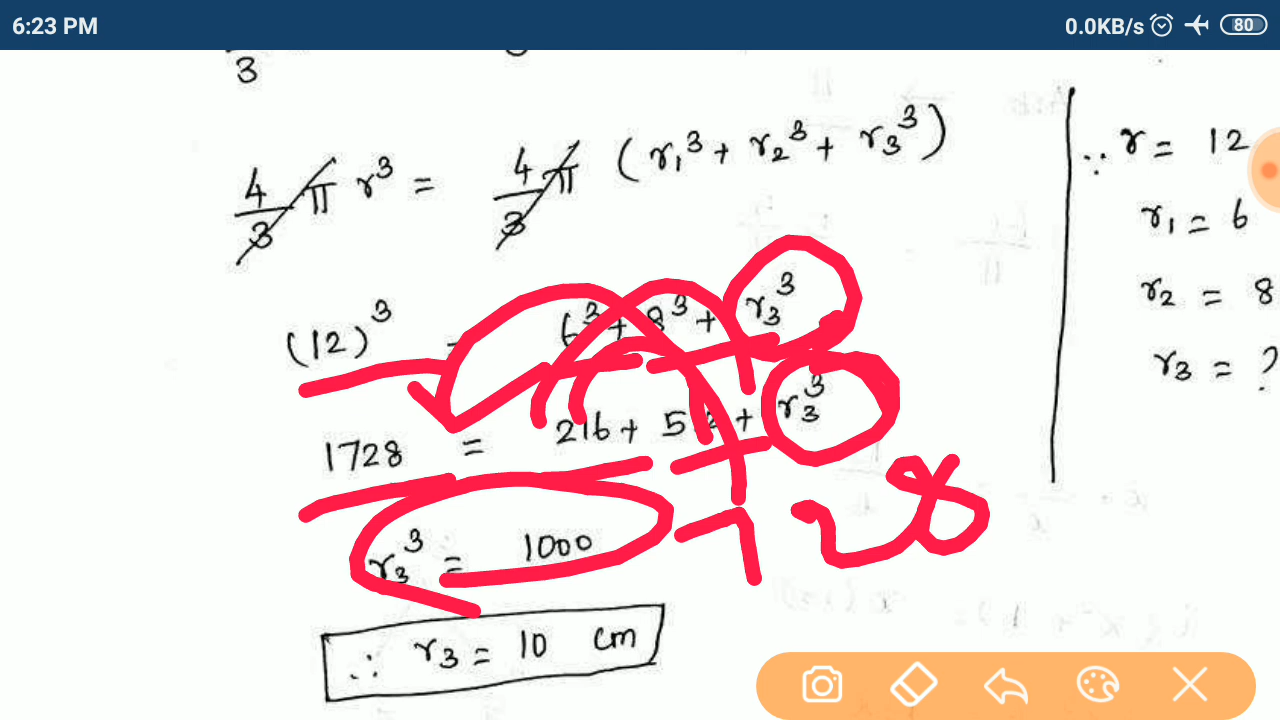 6:23 PM 0.0KB/s 80
3
4/3 π r³ = 4/3 π (r₁³ + r₂³ + r₃³)
(12)³ = 6³ + 8³ + r₃³
1728 = 216 + 512 + r₃³
728
r₃³ = 1000
∴ r₃ = 10 cm
∵ r = 12
r₁ = 6
r₂ = 8
r₃ = ?